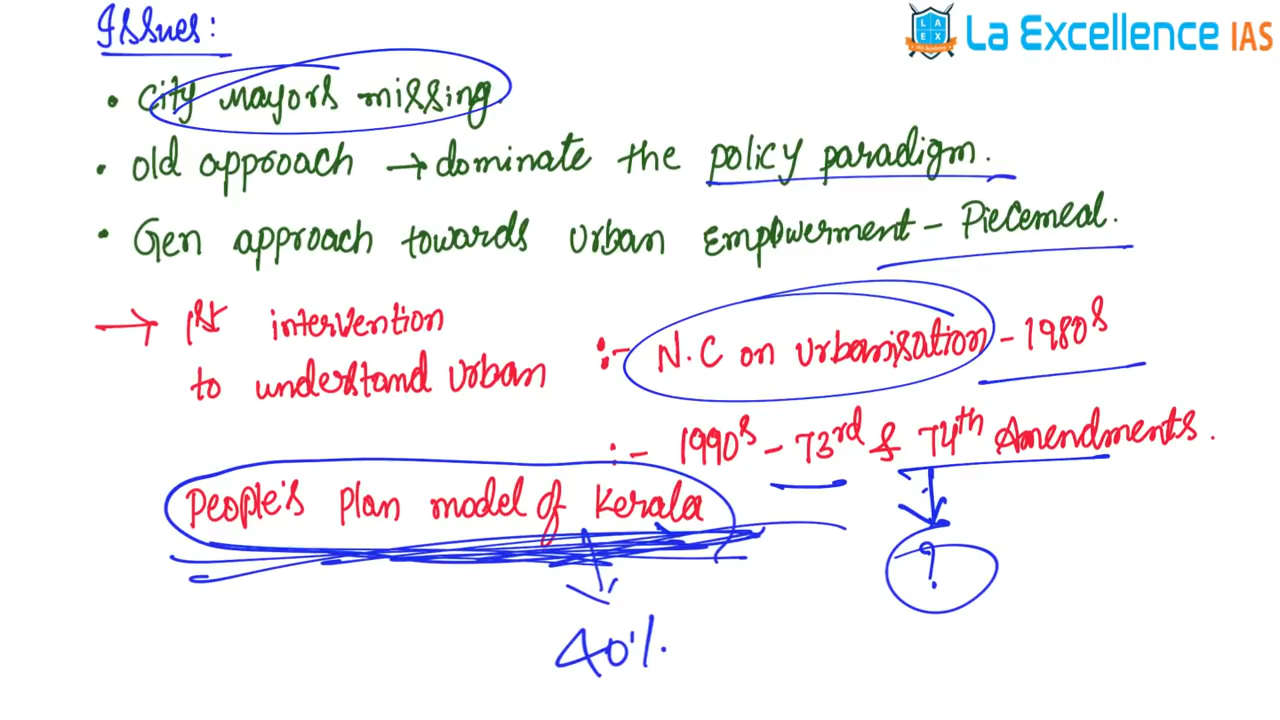 Issues:
La Excellence IAS
• City Mayors missing
• Old approach → dominate the policy paradigm.
• Gen approach towards Urban Empowerment - Piecemeal.
→ 1st intervention
to understand Urban
:- N.C on Urbanisation - 1980s
:- 1990s - 73rd & 74th Amendments.
People's Plan model of Kerala
?
40%